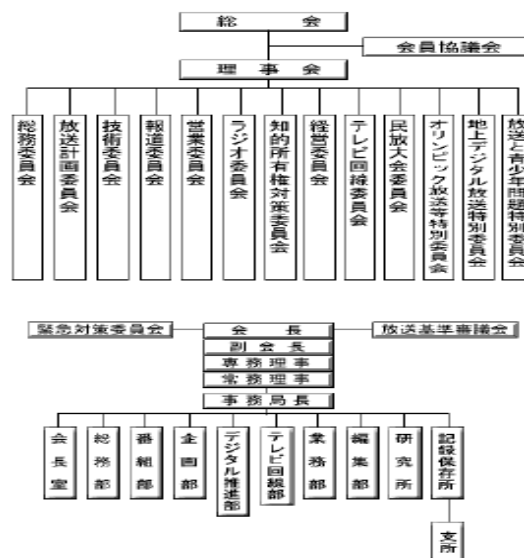 総会
会員協議会
理事会
総務委員会
放送計画委員会
技術委員会
報道委員会
営業委員会
ラジオ委員会
知的所有権対策委員会
経営委員会
テレビ回線委員会
民放大会委員会
オリンピック放送等特別委員会
地上デジタル放送特別委員会
放送と青少年問題特別委員会
緊急対策委員会
会長
放送基準審議会
副会長
専務理事
常務理事
事務局長
会長室
総務部
番組部
企画部
デジタル推進部
テレビ回線部
業務部
編集部
研究所
記録保存所
支所